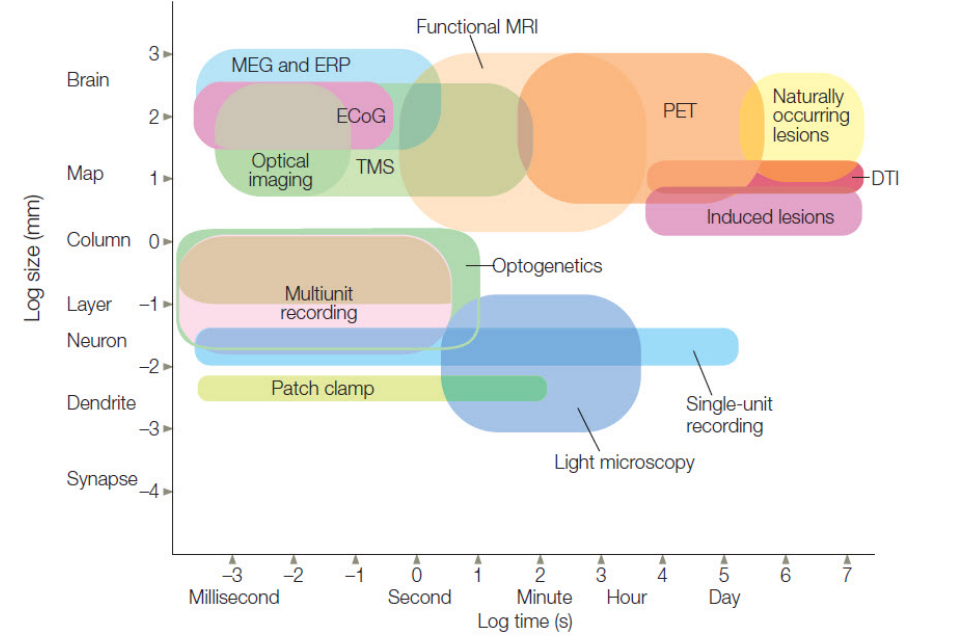 Functional MRI
3
MEG and ERP
Brain
Naturally
occurring
lesions
PET
2
ECoG
Optical
imaging
TMS
Map
1
DTI
Induced lesions
Log size (mm)
Column
0
Optogenetics
Multiunit
recording
Layer
–1
Neuron
–2
Patch clamp
Dendrite
Single-unit
recording
–3
Light microscopy
Synapse
–4
–3 –2 –1 0 1 2 3 4 5 6 7
Millisecond Second Minute Hour Day
Log time (s)